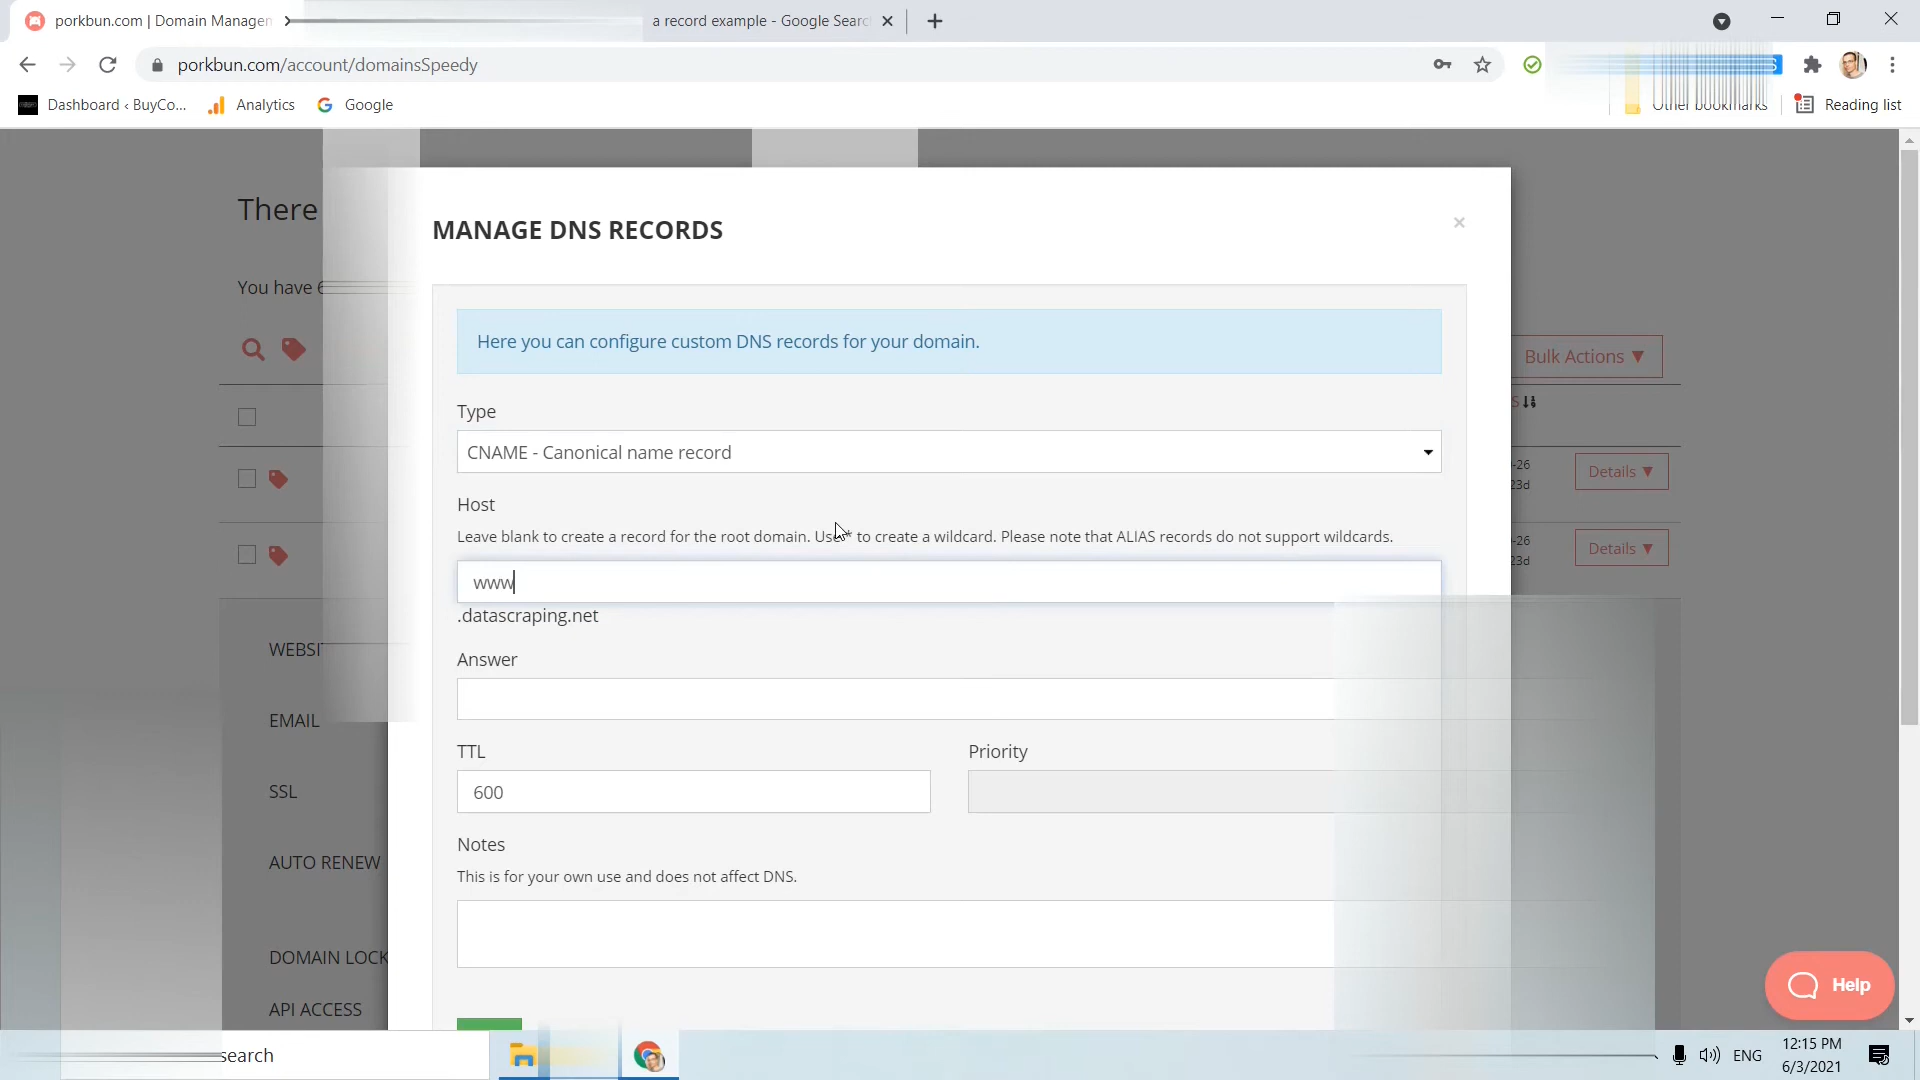 porkbun.com | Domain Managem
a record example - Google Search
porkbun.com/account/domainsSpeedy
Dashboard ‹ BuyCo...
Analytics
Google
Other bookmarks
Reading list
There
MANAGE DNS RECORDS
You have
Here you can configure custom DNS records for your domain.
Bulk Actions ▼
Type
CNAME - Canonical name record
-26
23d
Details ▼
Host
Leave blank to create a record for the root domain. Use * to create a wildcard. Please note that ALIAS records do not support wildcards.
-26
23d
Details ▼
www
.datascraping.net
WEBSI
Answer
EMAIL
TTL
Priority
SSL
600
Notes
AUTO RENEW
This is for your own use and does not affect DNS.
DOMAIN LOCK
API ACCESS
Help
search
ENG
12:15 PM
6/3/2021